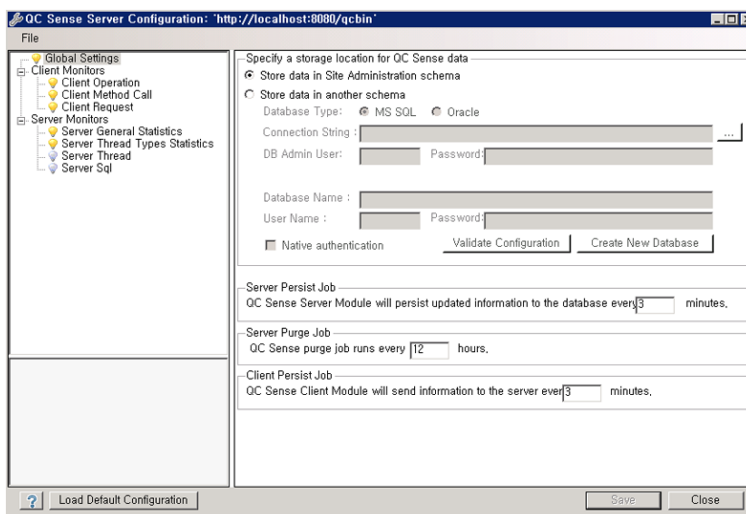 QC Sense Server Configuration: 'http://localhost:8080/qcbin'
File
Global Settings
Client Monitors
Client Operation
Client Method Call
Client Request
Server Monitors
Server General Statistics
Server Thread Types Statistics
Server Thread
Server Sql
Specify a storage location for QC Sense data
Store data in Site Administration schema
Store data in another schema
Database Type: MS SQL Oracle
Connection String : ...
DB Admin User: Password:
Database Name :
User Name : Password:
Native authentication Validate Configuration Create New Database
Server Persist Job
QC Sense Server Module will persist updated information to the database every 3 minutes.
Server Purge Job
QC Sense purge job runs every 12 hours.
Client Persist Job
QC Sense Client Module will send information to the server ever 3 minutes.
? Load Default Configuration Save Close